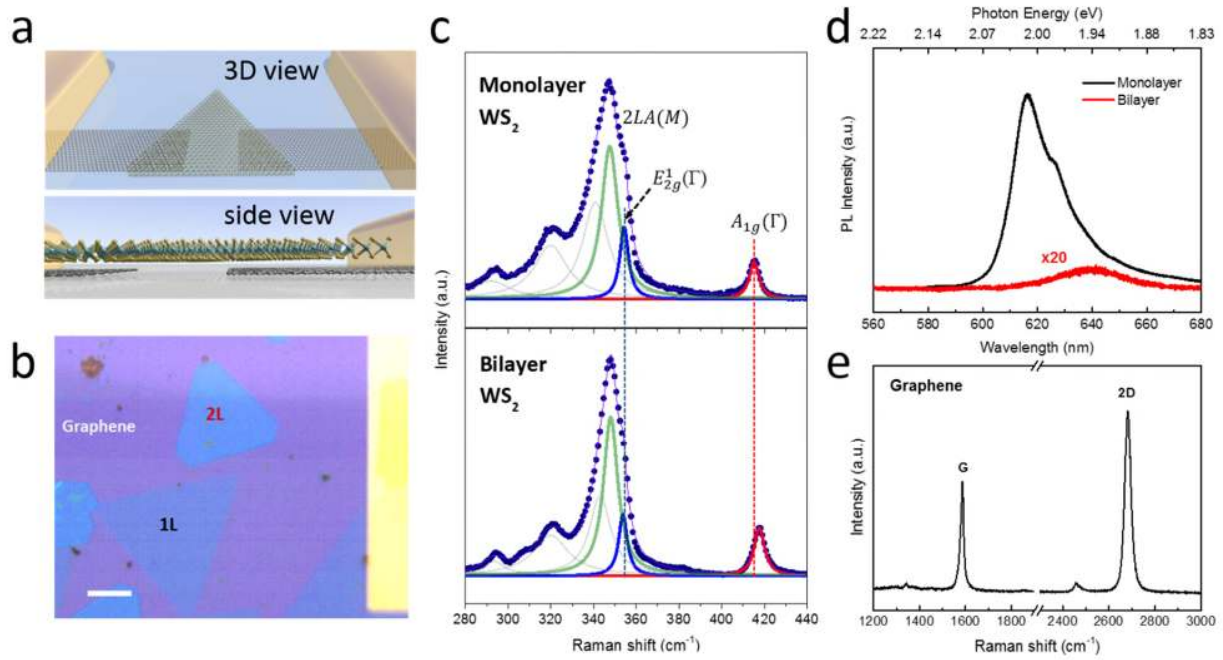 a
3D view
side view
b
Graphene
2L
1L
c
Monolayer
WS₂
2LA(M)
E¹₂g(Γ)
A₁g(Γ)
Bilayer
WS₂
Intensity (a.u.)
280 300 320 340 360 380 400 420 440
Raman shift (cm⁻¹)
d
Photon Energy (eV)
2.22 2.14 2.07 2.00 1.94 1.88 1.83
Monolayer
Bilayer
x20
PL Intensity (a.u.)
560 600 620 640 660 680
Wavelength (nm)
e
Graphene
G
2D
Intensity (a.u.)
1200 1400 1600 1800 2400 2600 2800 3000
Raman shift (cm⁻¹)